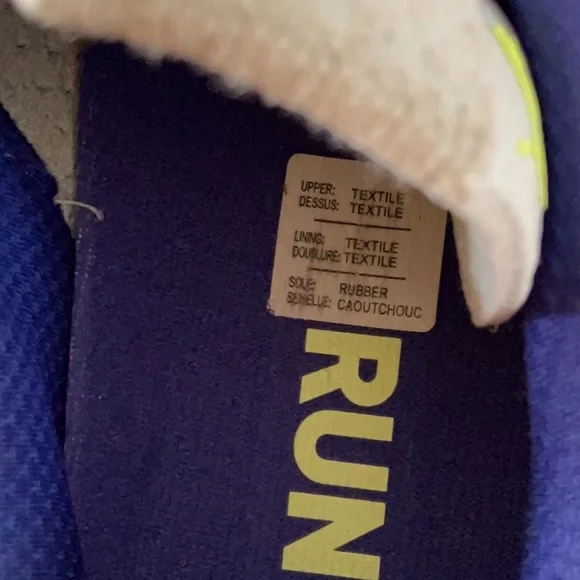 UPPER: TEXTILE
DESSUS: TEXTILE
LINING: TEXTILE
DOUBLURE: TEXTILE
SOLE: RUBBER
SEMELLE: CAOUTCHOUC
RUN